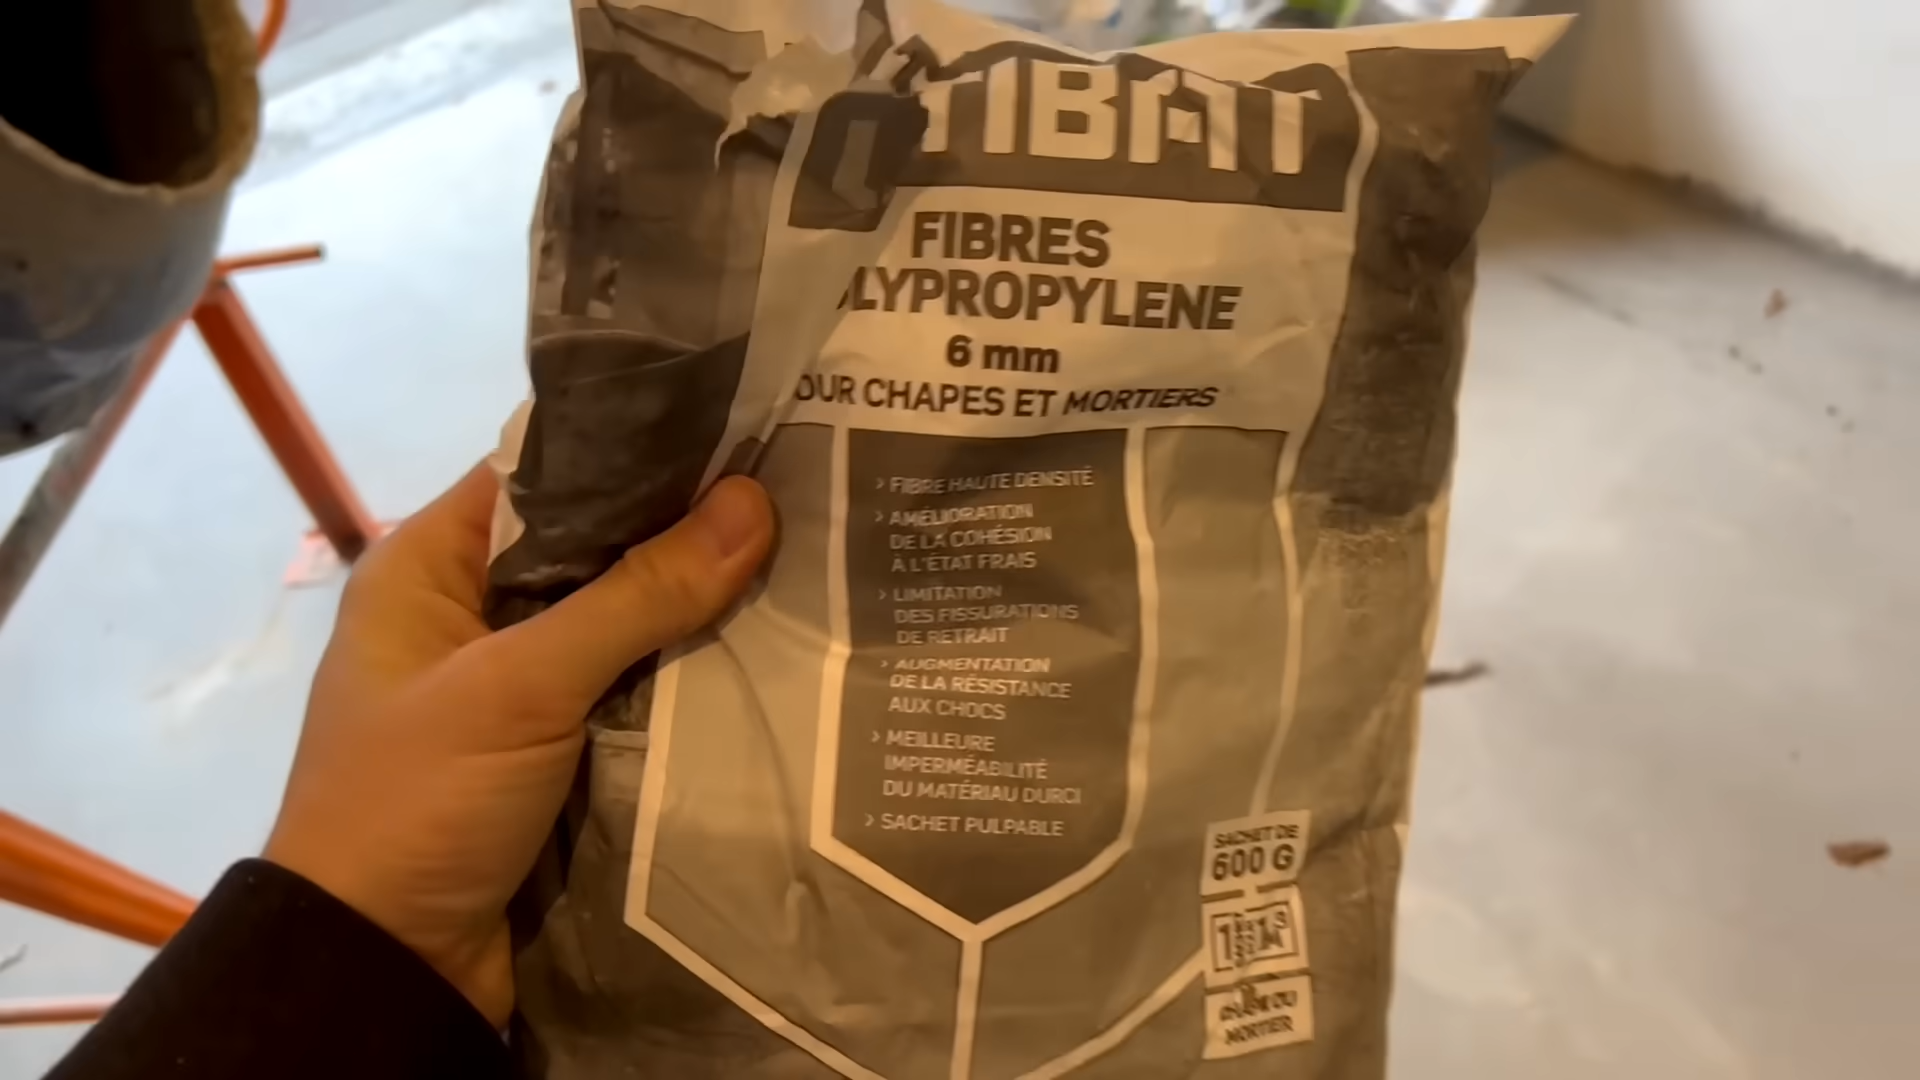 TIBAT
FIBRES
LYPROPYLENE
6 mm
OUR CHAPES ET MORTIERS
> FIBRE HAUTE DENSITÉ
> AMÉLIORATION
DE LA COHÉSION
À L'ÉTAT FRAIS
> LIMITATION
DES FISSURATIONS
DE RETRAIT
> AUGMENTATION
DE LA RÉSISTANCE
AUX CHOCS
> MEILLEURE
IMPERMÉABILITÉ
DU MATÉRIAU DURCI
> SACHET PULPABLE
SACHET DE
600 G
MORTIER